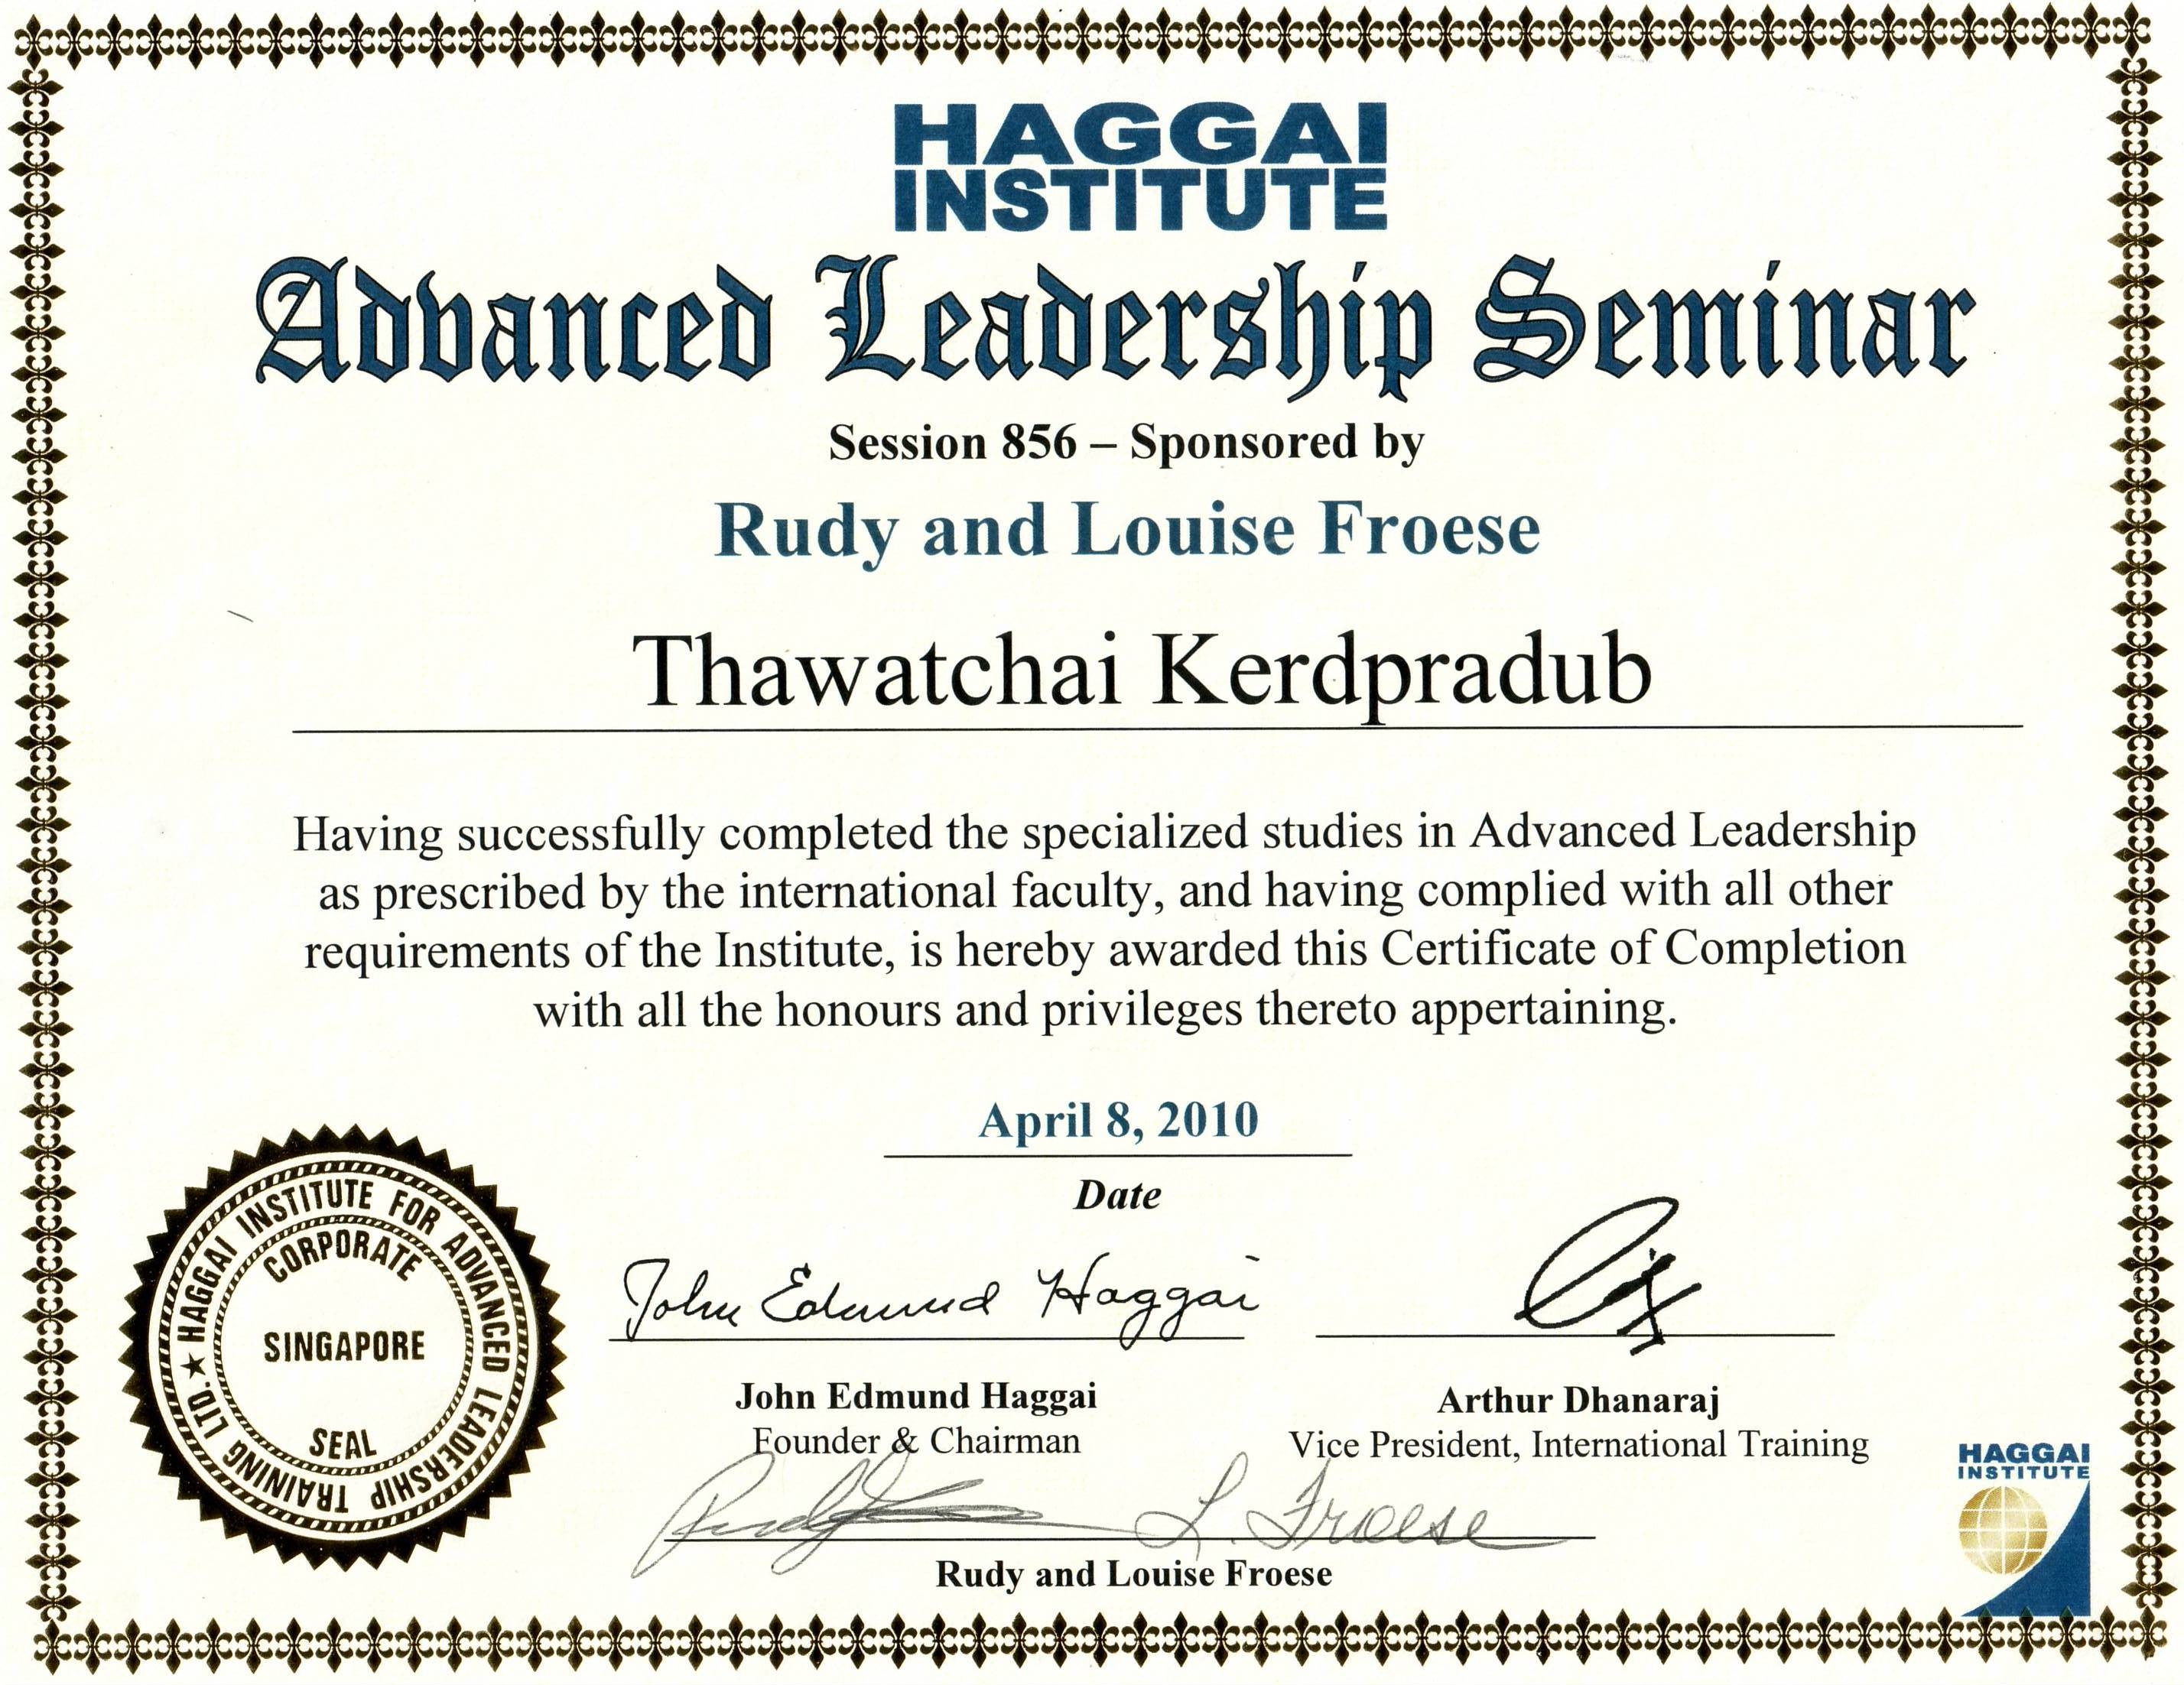 HAGGAI
INSTITUTE
Advanced Leadership Seminar
Session 856 – Sponsored by
Rudy and Louise Froese
Thawatchai Kerdpradub
Having successfully completed the specialized studies in Advanced Leadership
as prescribed by the international faculty, and having complied with all other
requirements of the Institute, is hereby awarded this Certificate of Completion
with all the honours and privileges thereto appertaining.
April 8, 2010
Date
HAGGAI INSTITUTE FOR ADVANCED LEADERSHIP TRAINING LTD. ★
CORPORATE
SINGAPORE
SEAL
John Edmund Haggai
John Edmund Haggai
Founder & Chairman
Arthur Dhanaraj
Vice President, International Training
L. Froese
Rudy and Louise Froese
HAGGAI
INSTITUTE